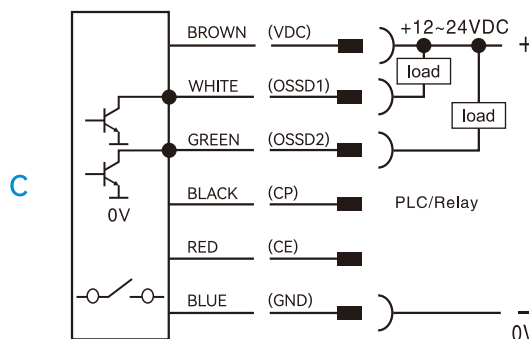 BROWN (VDC) +12~24VDC +
load
WHITE (OSSD1)
load
GREEN (OSSD2)
C
BLACK (CP) PLC/Relay
0V
RED (CE)
BLUE (GND) −
0V